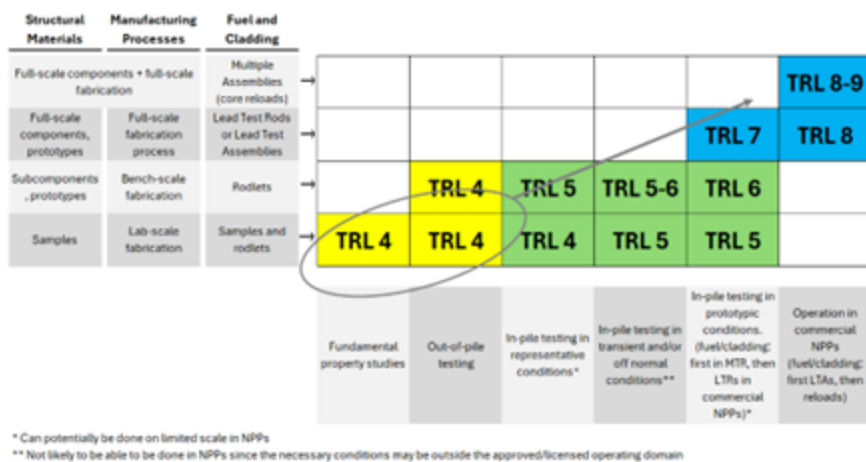 Structural
Materials
Manufacturing
Processes
Fuel and
Cladding
Full-scale components + full-scale
fabrication
Multiple
Assemblies
(core reloads)
TRL 8-9
Full-scale
components,
prototypes
Full-scale
fabrication
process
Lead Test Rods
or Lead Test
Assemblies
TRL 7
TRL 8
Subcomponents
, prototypes
Bench-scale
fabrication
Rodlets
TRL 4
TRL 5
TRL 5-6
TRL 6
Samples
Lab-scale
fabrication
Samples and
rodlets
TRL 4
TRL 4
TRL 4
TRL 5
TRL 5
Fundamental
property studies
Out-of-pile
testing
In-pile testing in
representative
conditions*
In-pile testing in
transient and/or
off normal
conditions**
In-pile testing in
prototypic
conditions.
(fuel/cladding:
first in MTR, then
LTRs in
commercial
NPPs)*
Operation in
commercial
NPPs
(fuel/cladding:
first LTAs, then
reloads)
* Can potentially be done on limited scale in NPPs
** Not likely to be able to be done in NPPs since the necessary conditions may be outside the approved/licensed operating domain